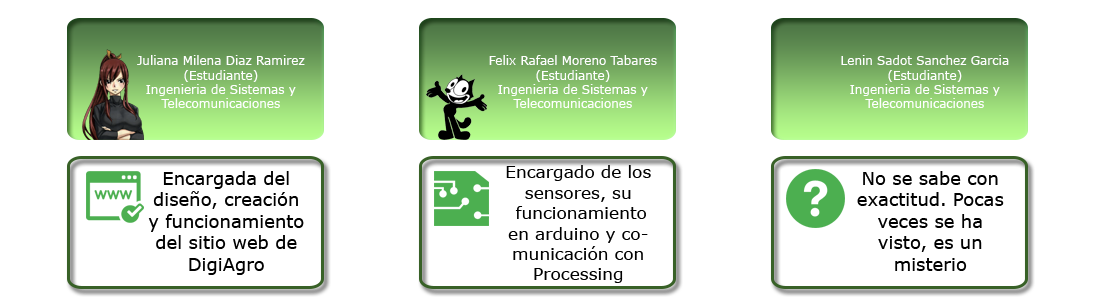 Juliana Milena Diaz Ramirez
(Estudiante)
Ingenieria de Sistemas y
Telecomunicaciones
Felix Rafael Moreno Tabares
(Estudiante)
Ingenieria de Sistemas y
Telecomunicaciones
Lenin Sadot Sanchez Garcia
(Estudiante)
Ingenieria de Sistemas y
Telecomunicaciones
WWW
Encargada del
diseño, creación
y funcionamiento
del sitio web de
DigiAgro
Encargado de los
sensores, su
funcionamiento
en arduino y co-
municación con
Processing
?
No se sabe con
exactitud. Pocas
veces se ha
visto, es un
misterio